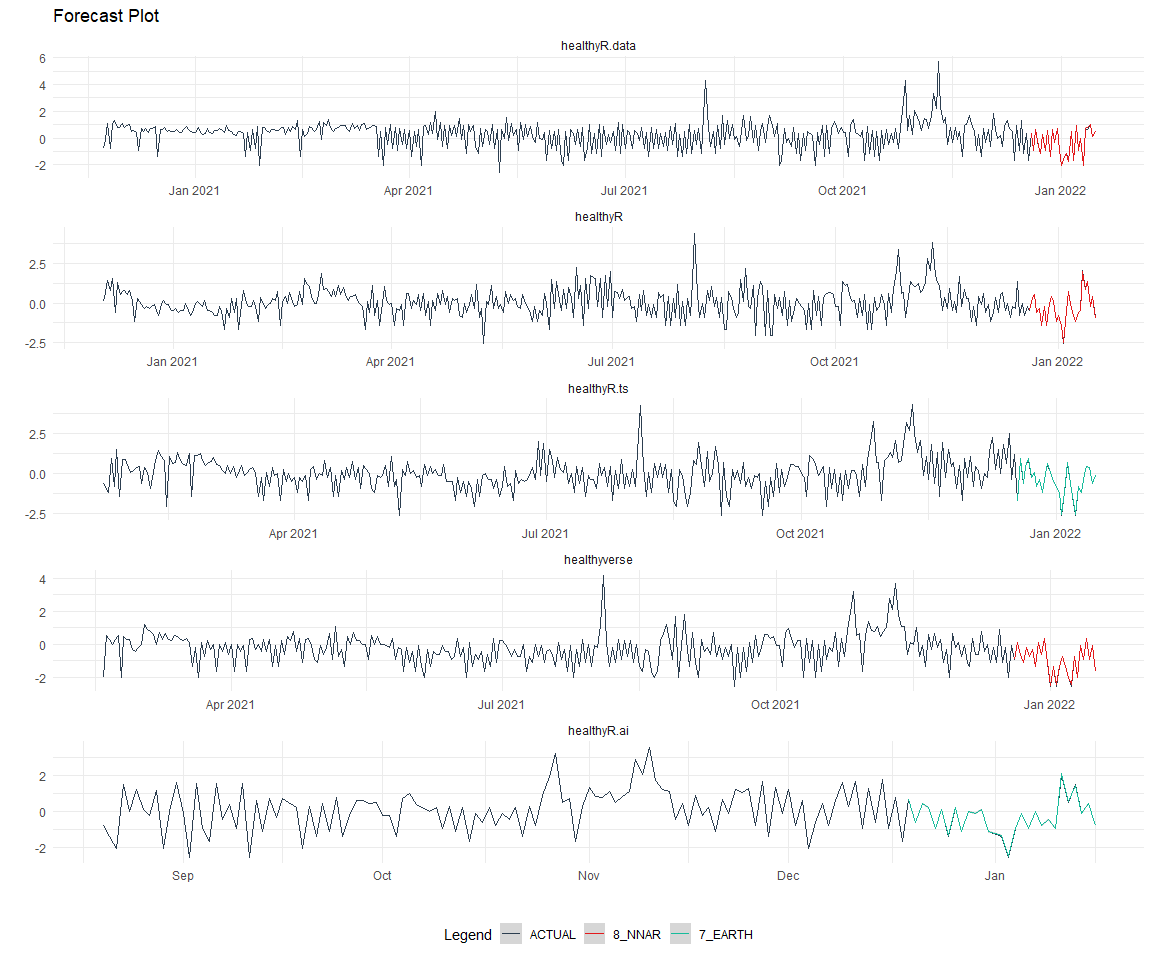 Forecast Plot
healthyR.data
6
4
2
0
-2
Jan 2021 Apr 2021 Jul 2021 Oct 2021 Jan 2022
healthyR
2.5
0.0
-2.5
Jan 2021 Apr 2021 Jul 2021 Oct 2021 Jan 2022
healthyR.ts
2.5
0.0
-2.5
Apr 2021 Jul 2021 Oct 2021 Jan 2022
healthyverse
4
2
0
-2
Apr 2021 Jul 2021 Oct 2021 Jan 2022
healthyR.ai
2
0
-2
Sep Oct Nov Dec Jan
Legend ACTUAL 8_NNAR 7_EARTH